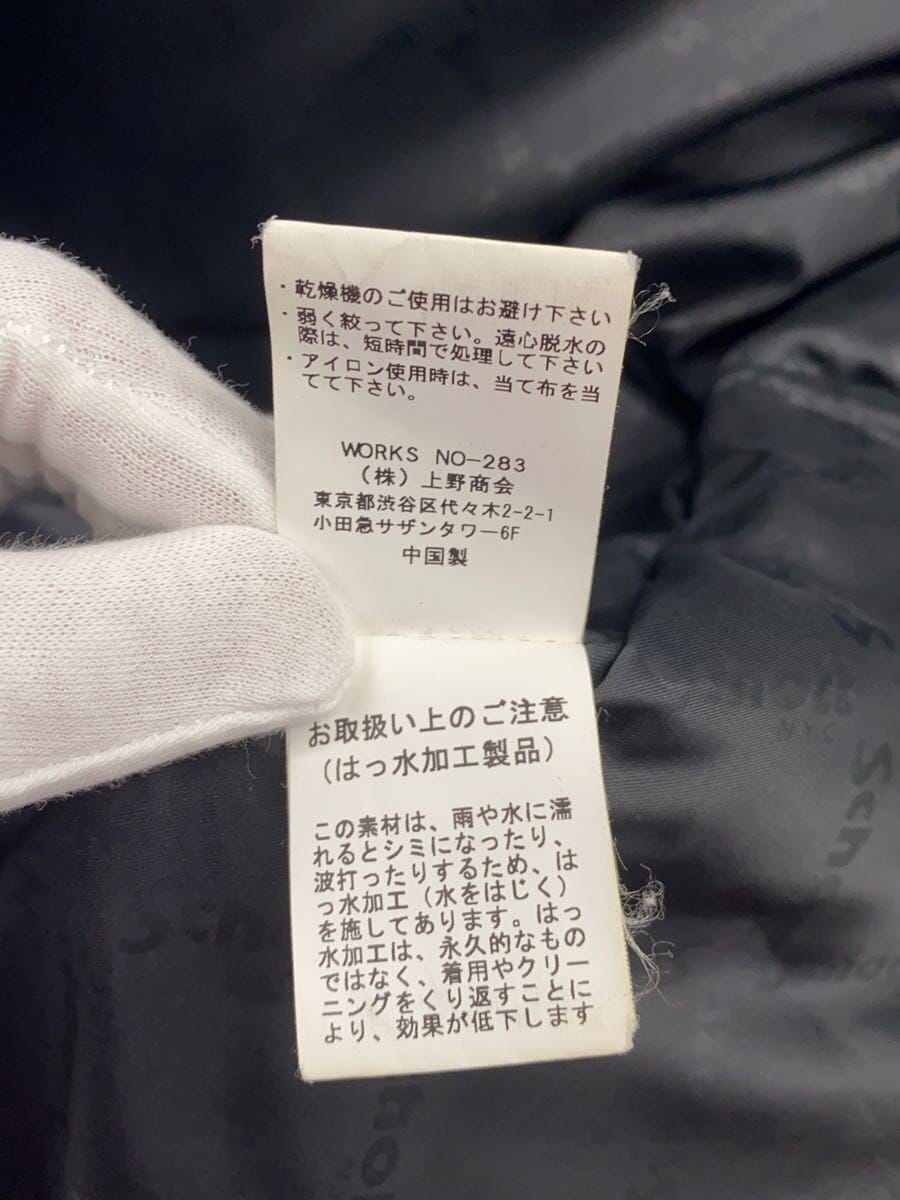 ・乾燥機のご使用はお避け下さい
・弱く絞って下さい。遠心脱水の
際は、短時間で処理して下さい
・アイロン使用時は、当て布を当
てて下さい。
WORKS NO-283
(株)上野商会
東京都渋谷区代々木2-2-1
小田急サザンタワー6F
中国製
お取扱い上のご注意
(はっ水加工製品)
この素材は、雨や水に濡
れるとシミになったり、
波打ったりするため、は
っ水加工(水をはじく)
を施してあります。はっ
水加工は、永久的なもの
ではなく、着用やクリー
ニングをくり返すことに
より、効果が低下します